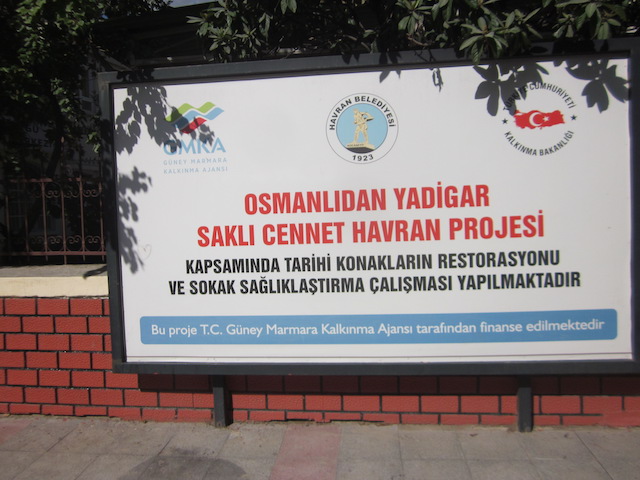 GMKA
GÜNEY MARMARA
KALKINMA AJANSI
HAVRAN BELEDİYESİ
1923
CUMHURİYETİ
KALKINMA BAKANLIĞI
OSMANLIDAN YADİGAR
SAKLI CENNET HAVRAN PROJESİ
KAPSAMINDA TARİHİ KONAKLARIN RESTORASYONU
VE SOKAK SAĞLIKLAŞTIRMA ÇALIŞMASI YAPILMAKTADIR
Bu proje T.C. Güney Marmara Kalkınma Ajansı tarafından finanse edilmektedir